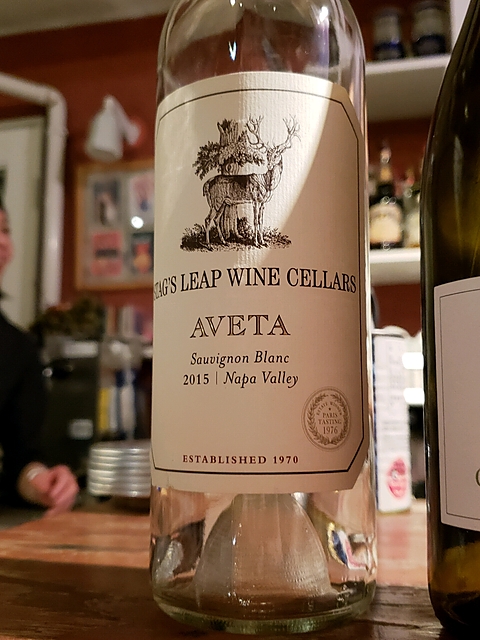 STAG'S LEAP WINE CELLARS
AVETA
Sauvignon Blanc
2015 | Napa Valley
PARIS
TASTING
1976
ESTABLISHED 1970